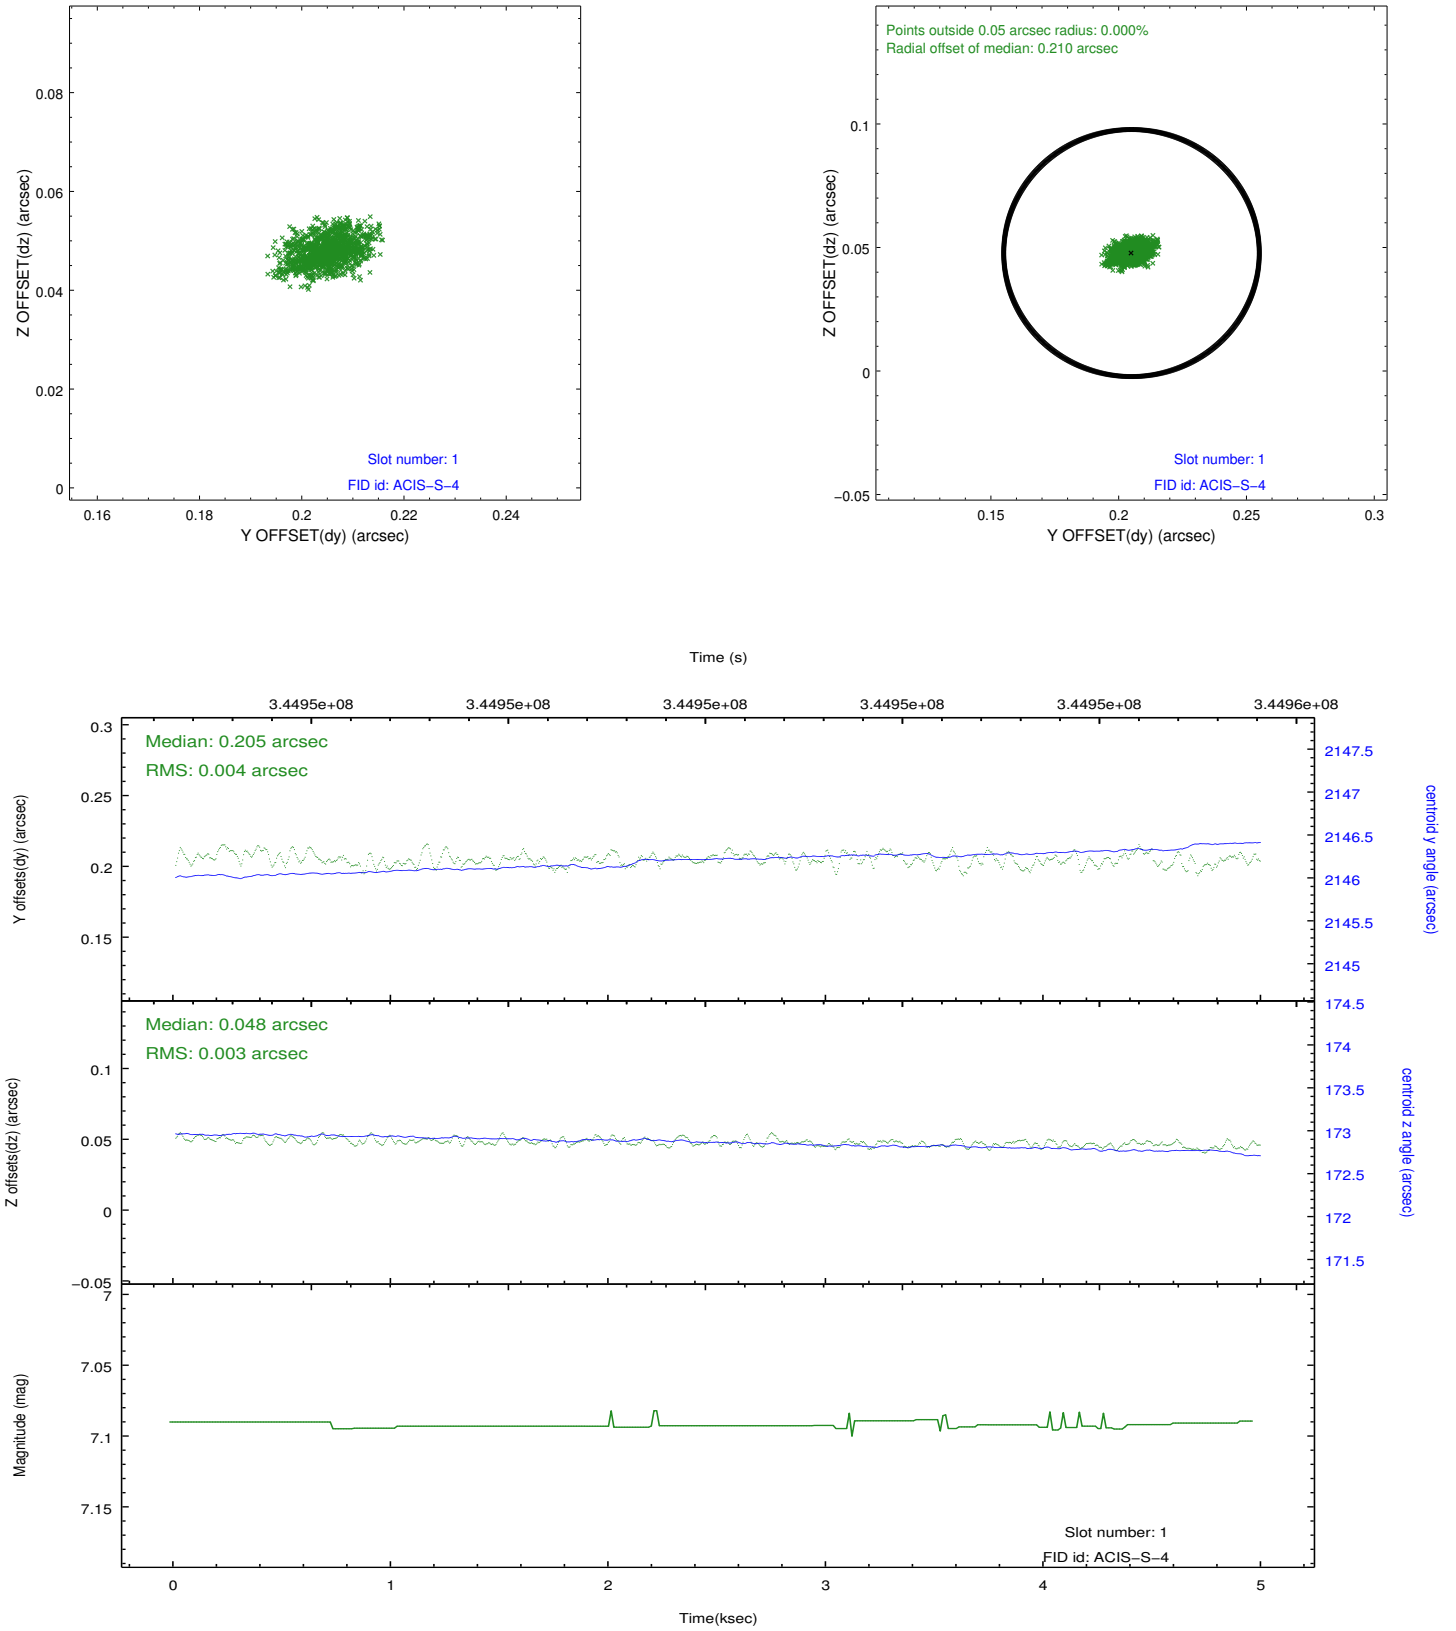 Z OFFSET(dz) (arcsec)
0.08
0.06
0.04
0.02
0
Slot number: 1
FID id: ACIS−S−4
0.16 0.18 0.2 0.22 0.24
Y OFFSET(dy) (arcsec)
Points outside 0.05 arcsec radius: 0.000%
Radial offset of median: 0.210 arcsec
Z OFFSET(dz) (arcsec)
0.1
0.05
0
−0.05
Slot number: 1
FID id: ACIS−S−4
0.15 0.2 0.25 0.3
Y OFFSET(dy) (arcsec)
Time (s)
3.4495e+08 3.4495e+08 3.4495e+08 3.4495e+08 3.4495e+08 3.4496e+08
Median: 0.205 arcsec
RMS: 0.004 arcsec
Y offsets(dy) (arcsec)
0.3
0.25
0.2
0.15
2147.5
2147
2146.5
2146
2145.5
2145
centroid y angle (arcsec)
Median: 0.048 arcsec
RMS: 0.003 arcsec
Z offsets(dz) (arcsec)
0.1
0.05
0
−0.05
174.5
174
173.5
173
172.5
172
171.5
centroid z angle (arcsec)
Magnitude (mag)
7
7.05
7.1
7.15
Slot number: 1
FID id: ACIS−S−4
0 1 2 3 4 5
Time(ksec)